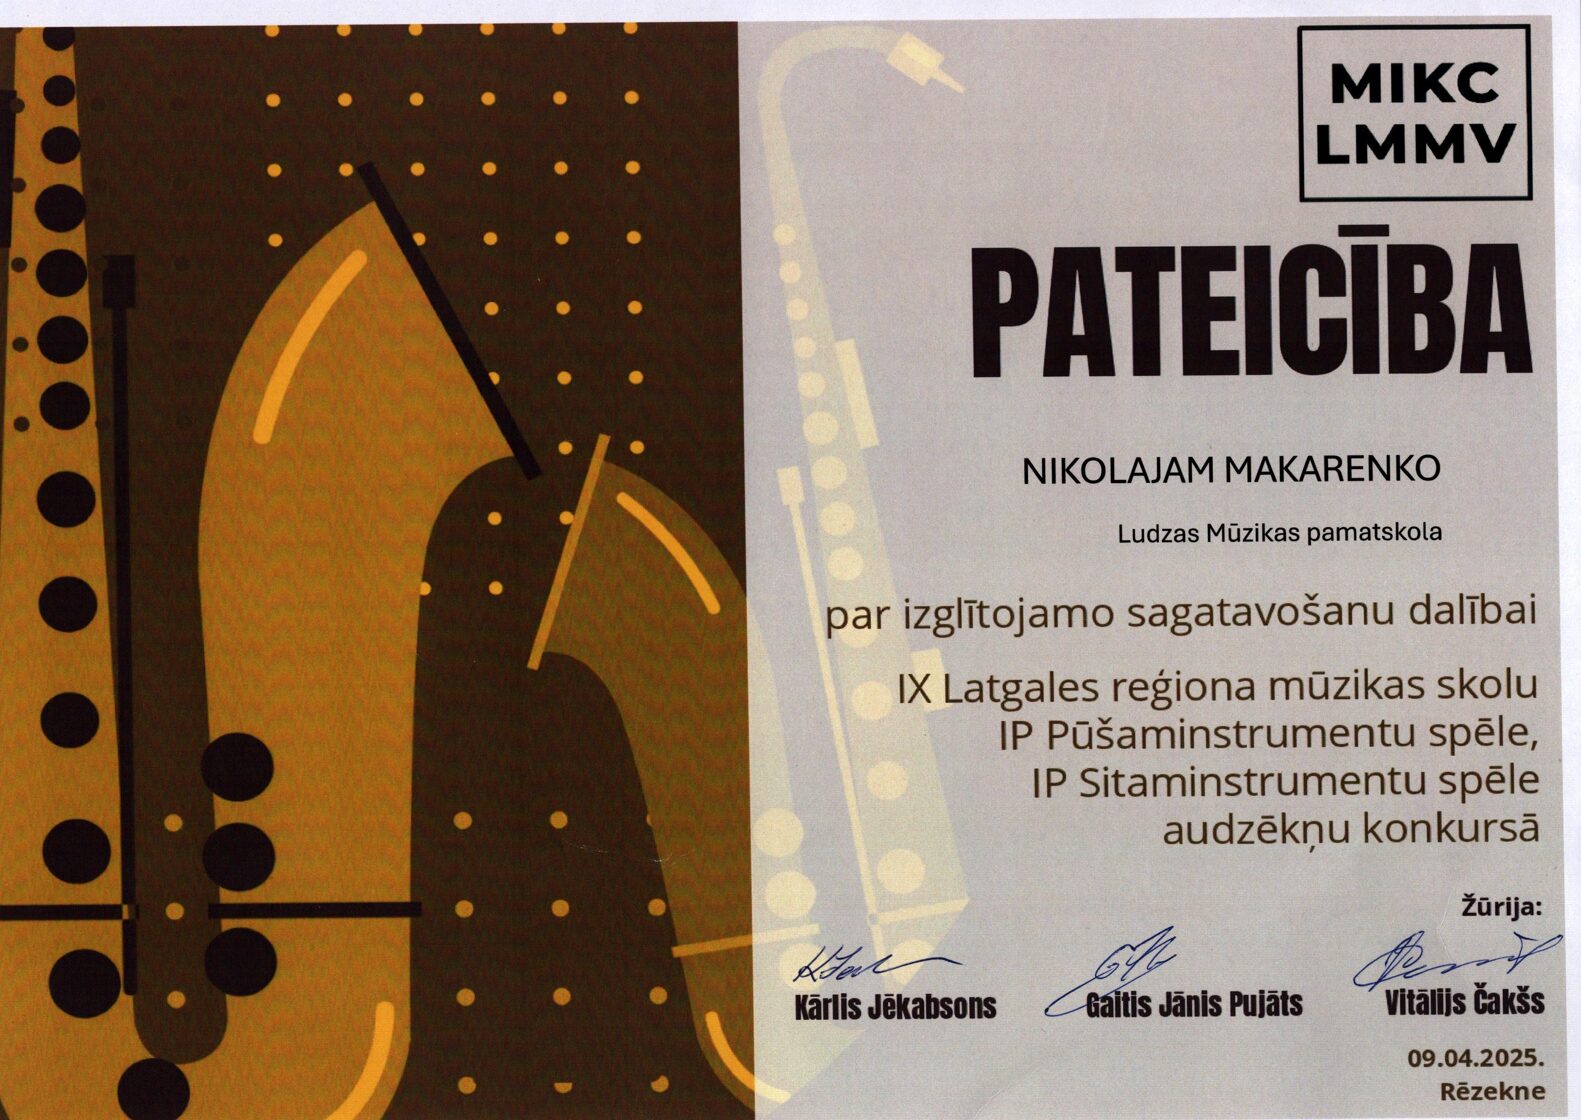 MIKC
LMMV
PATEICĪBA
NIKOLAJAM MAKARENKO
Ludzas Mūzikas pamatskola
par izglītojamo sagatavošanu dalībai
IX Latgales reģiona mūzikas skolu
IP Pūšaminstrumentu spēle,
IP Sitaminstrumentu spēle
audzēkņu konkursā
Žūrija:
Kārlis Jēkabsons Gaitis Jānis Pujāts Vitālijs Čakšs
09.04.2025.
Rēzekne